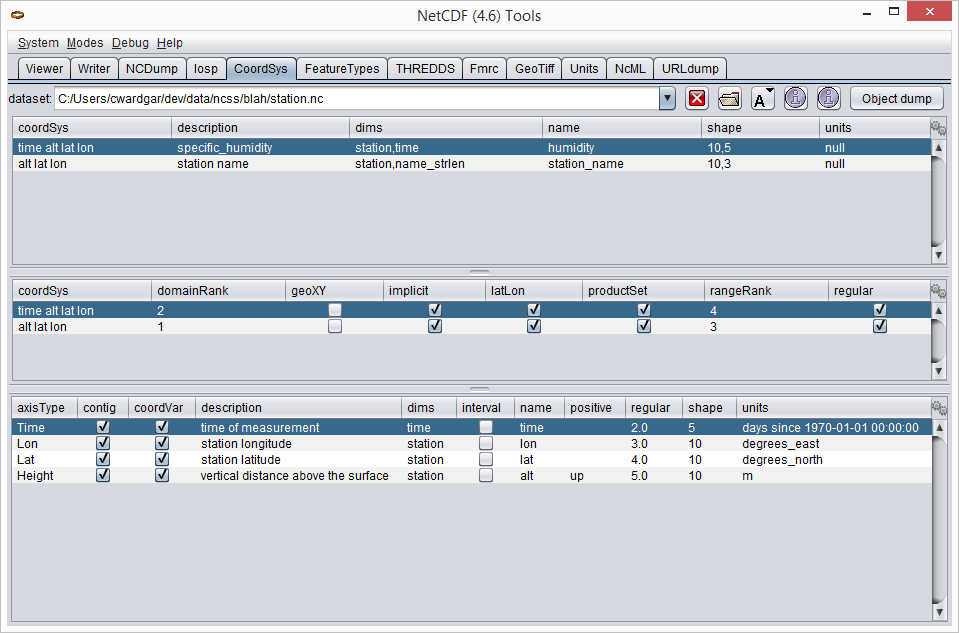 NetCDF (4.6) Tools
System Modes Debug Help
Viewer Writer NCDump Iosp CoordSys FeatureTypes THREDDS Fmrc GeoTiff Units NcML URLdump
dataset: C:/Users/cwardgar/dev/data/ncss/blah/station.nc A Object dump
coordSys description dims name shape units
time alt lat lon specific_humidity station,time humidity 10,5 null
alt lat lon station name station,name_strlen station_name 10,3 null
coordSys domainRank geoXY implicit latLon productSet rangeRank regular
time alt lat lon 2 4
alt lat lon 1 3
axisType contig coordVar description dims interval name positive regular shape units
Time time of measurement time time 2.0 5 days since 1970-01-01 00:00:00
Lon station longitude station lon 3.0 10 degrees_east
Lat station latitude station lat 4.0 10 degrees_north
Height vertical distance above the surface station alt up 5.0 10 m